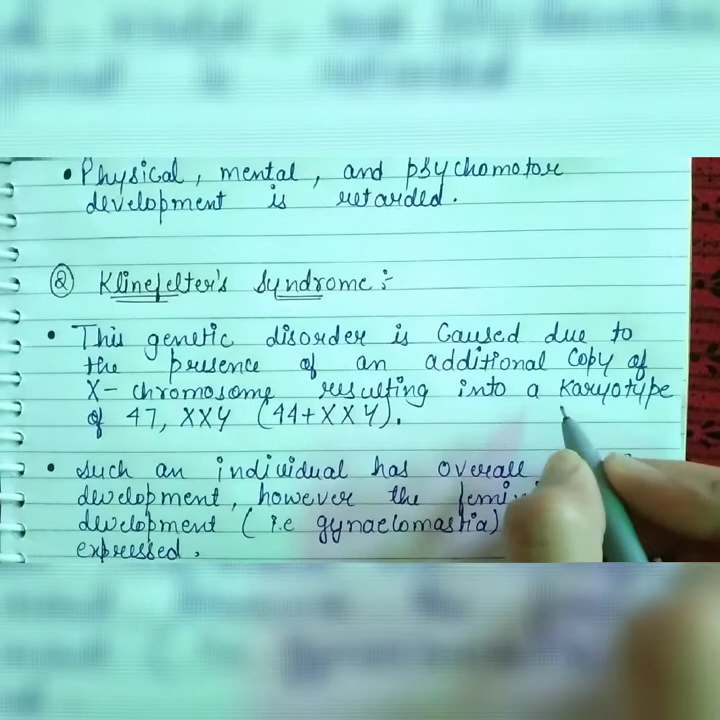 • Physical, mental, and psychomotor
development is retarded.
② Klinefelter's Syndrome :-
• This genetic disorder is Caused due to
the presence of an additional Copy of
X- chromosome resulting into a Karyotype
of 47, XXY (44+XXY).
• Such an individual has overall
development, however the
development (i.e gynaecomastia)
expressed.